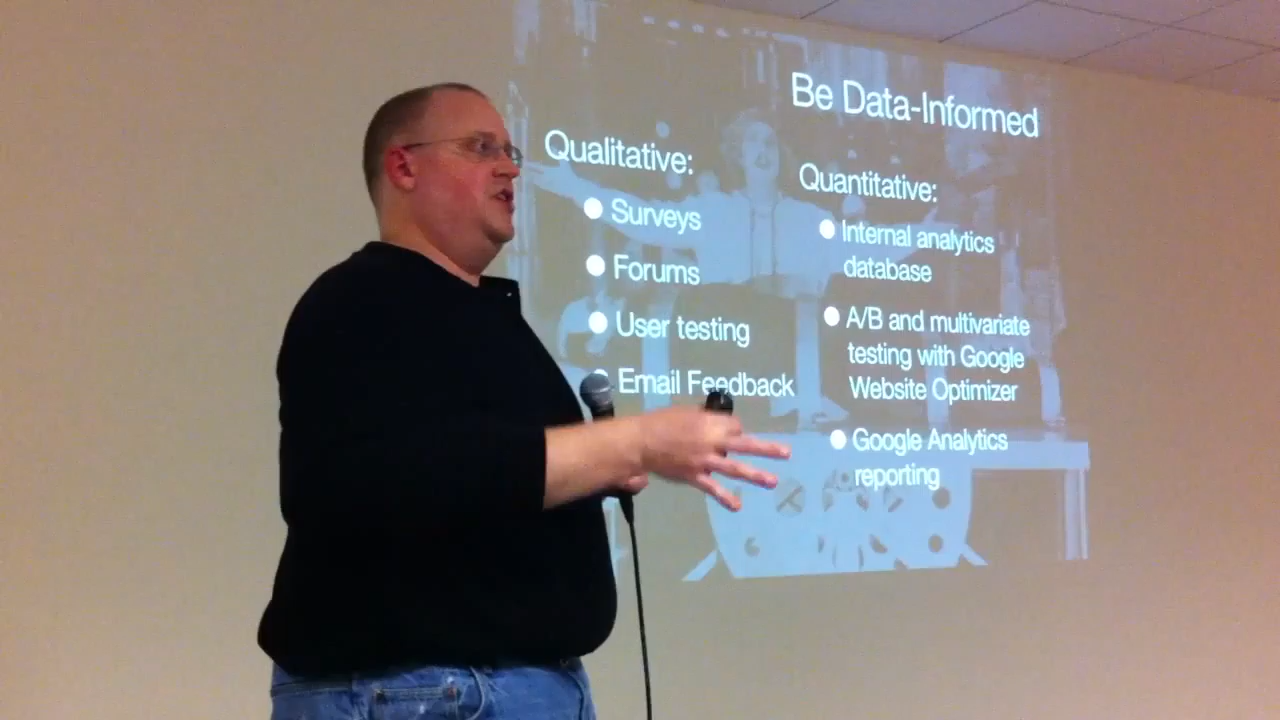 Be Data-Informed
Qualitative:
Surveys
Forums
User testing
Email Feedback
Quantitative:
Internal analytics
database
A/B and multivariate
testing with Google
Website Optimizer
Google Analytics
reporting